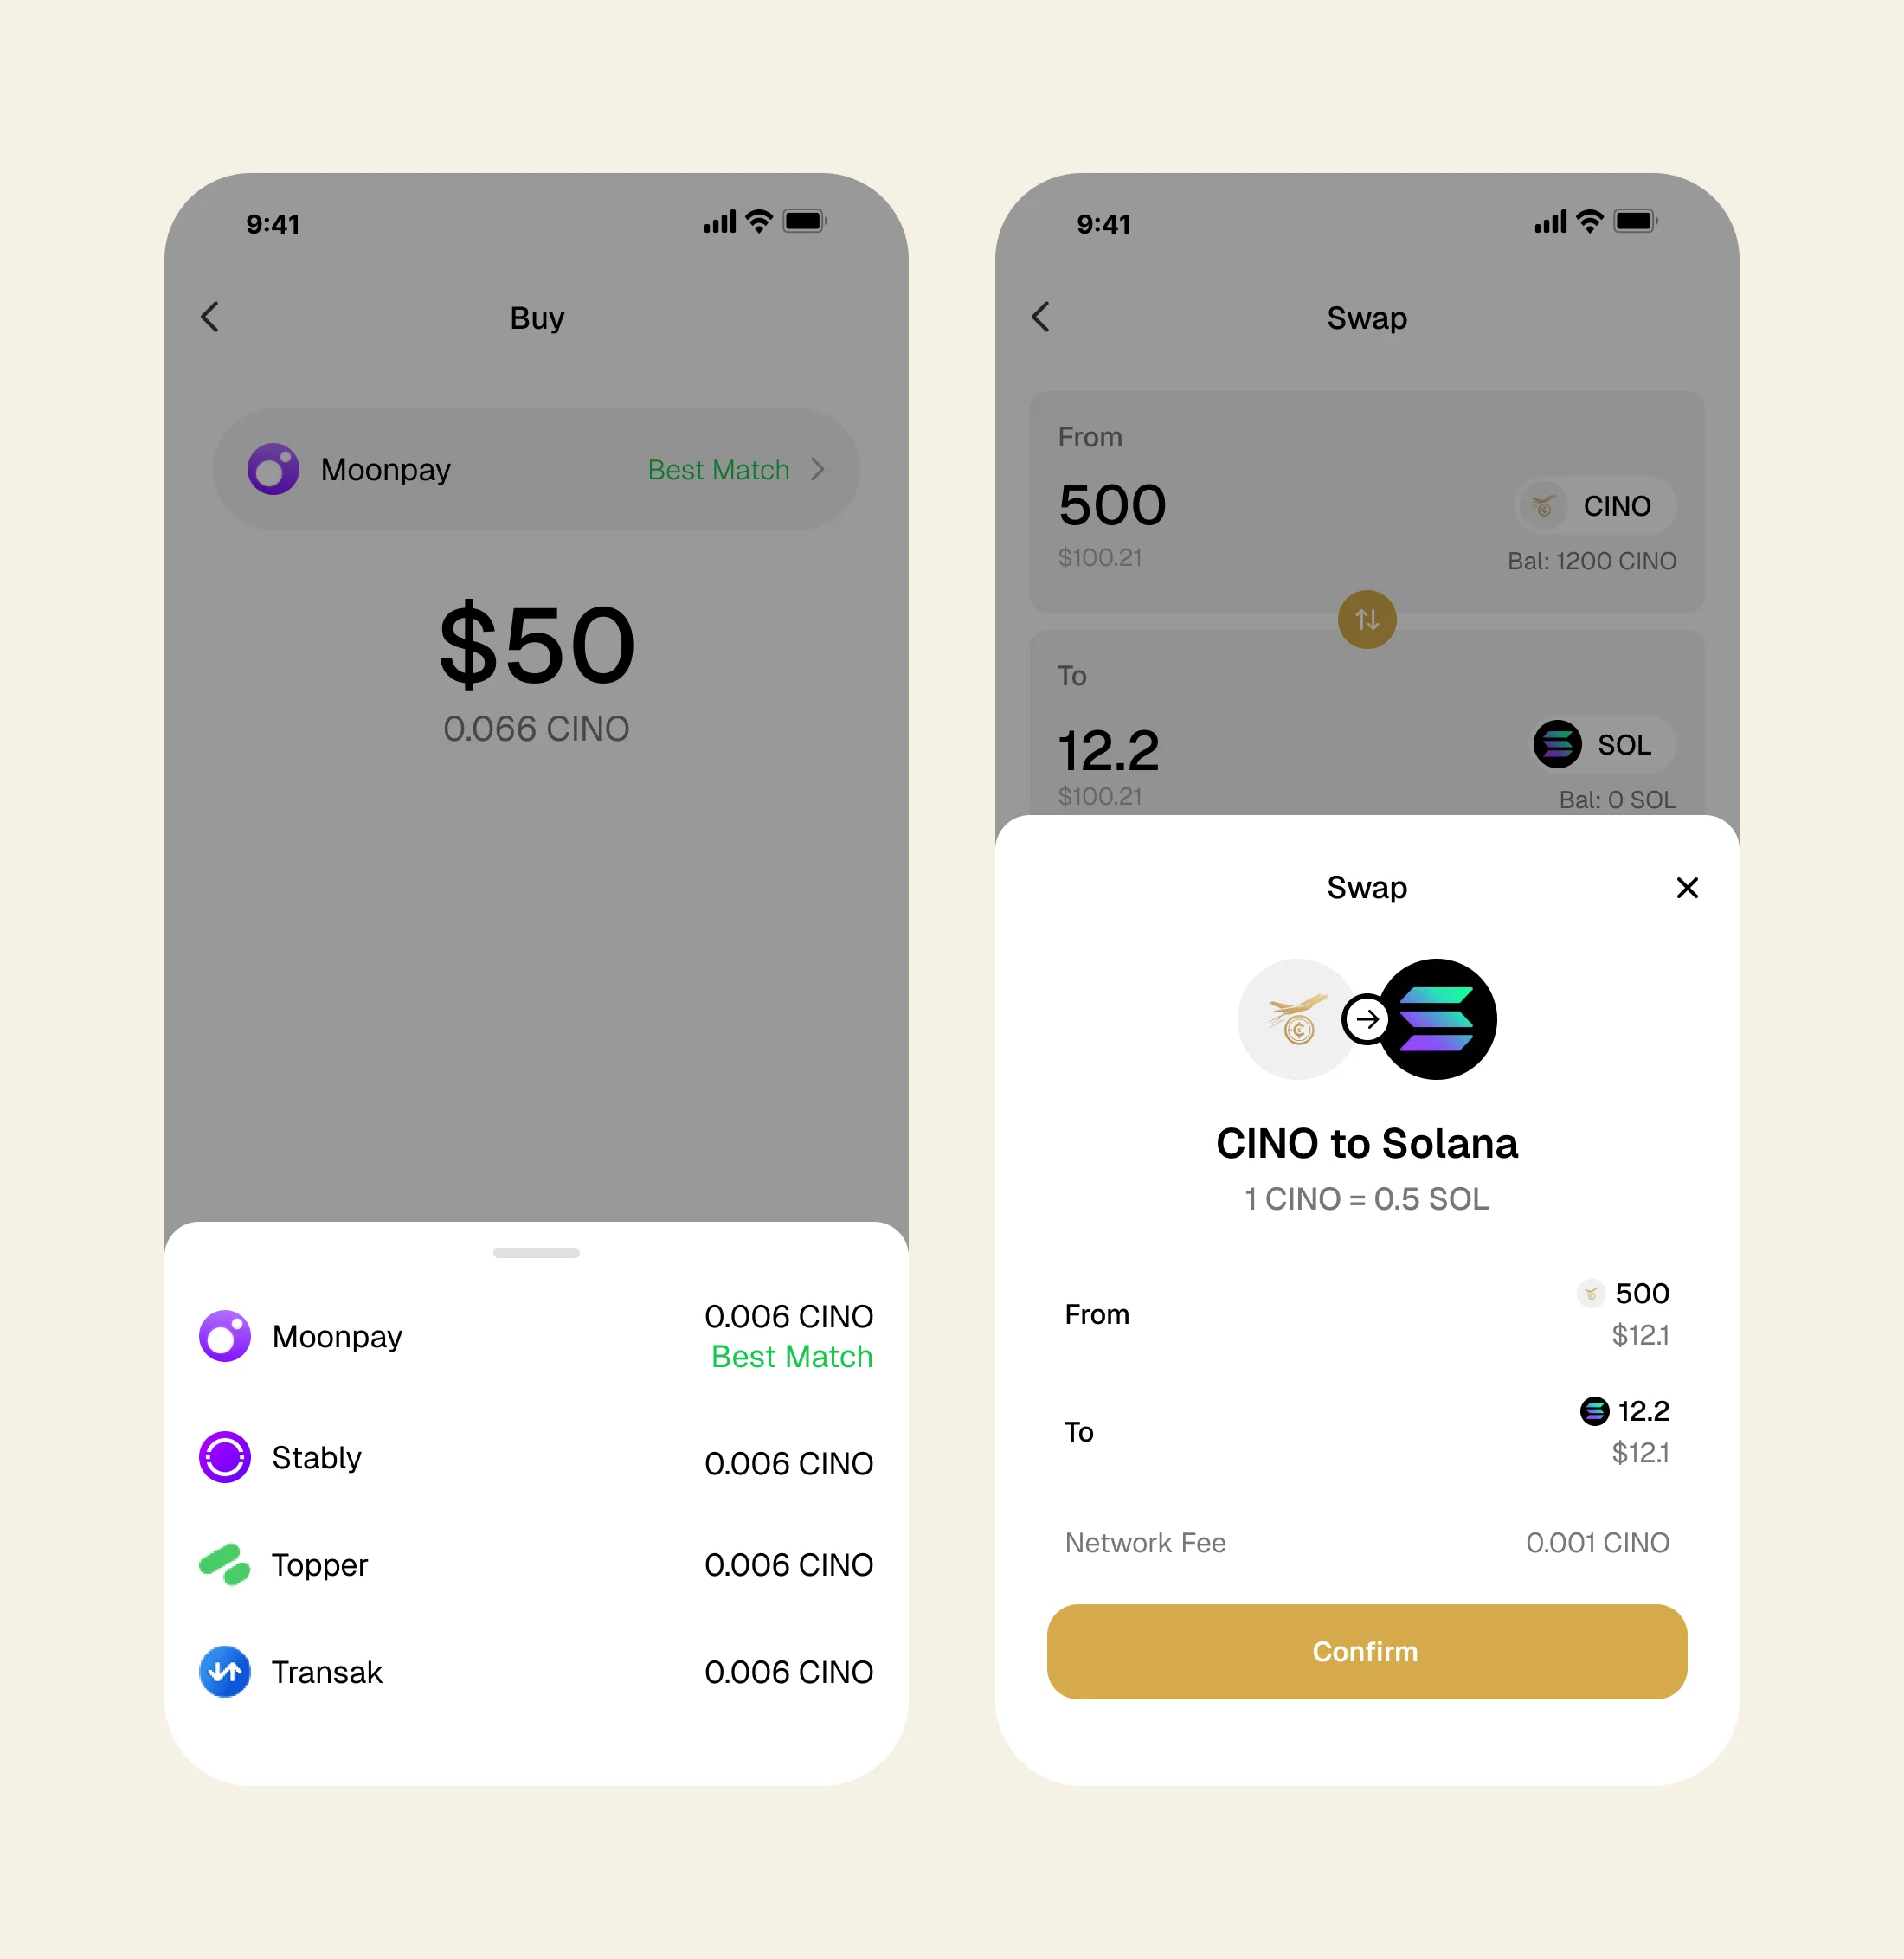 9:41
Buy
Moonpay Best Match
$50
0.066 CINO
Moonpay 0.006 CINO
Best Match
Stably 0.006 CINO
Topper 0.006 CINO
Transak 0.006 CINO
9:41
Swap
From
500 CINO
$100.21 Bal: 1200 CINO
To
12.2 SOL
$100.21 Bal: 0 SOL
Swap
CINO to Solana
1 CINO = 0.5 SOL
From 500
$12.1
To 12.2
$12.1
Network Fee 0.001 CINO
Confirm